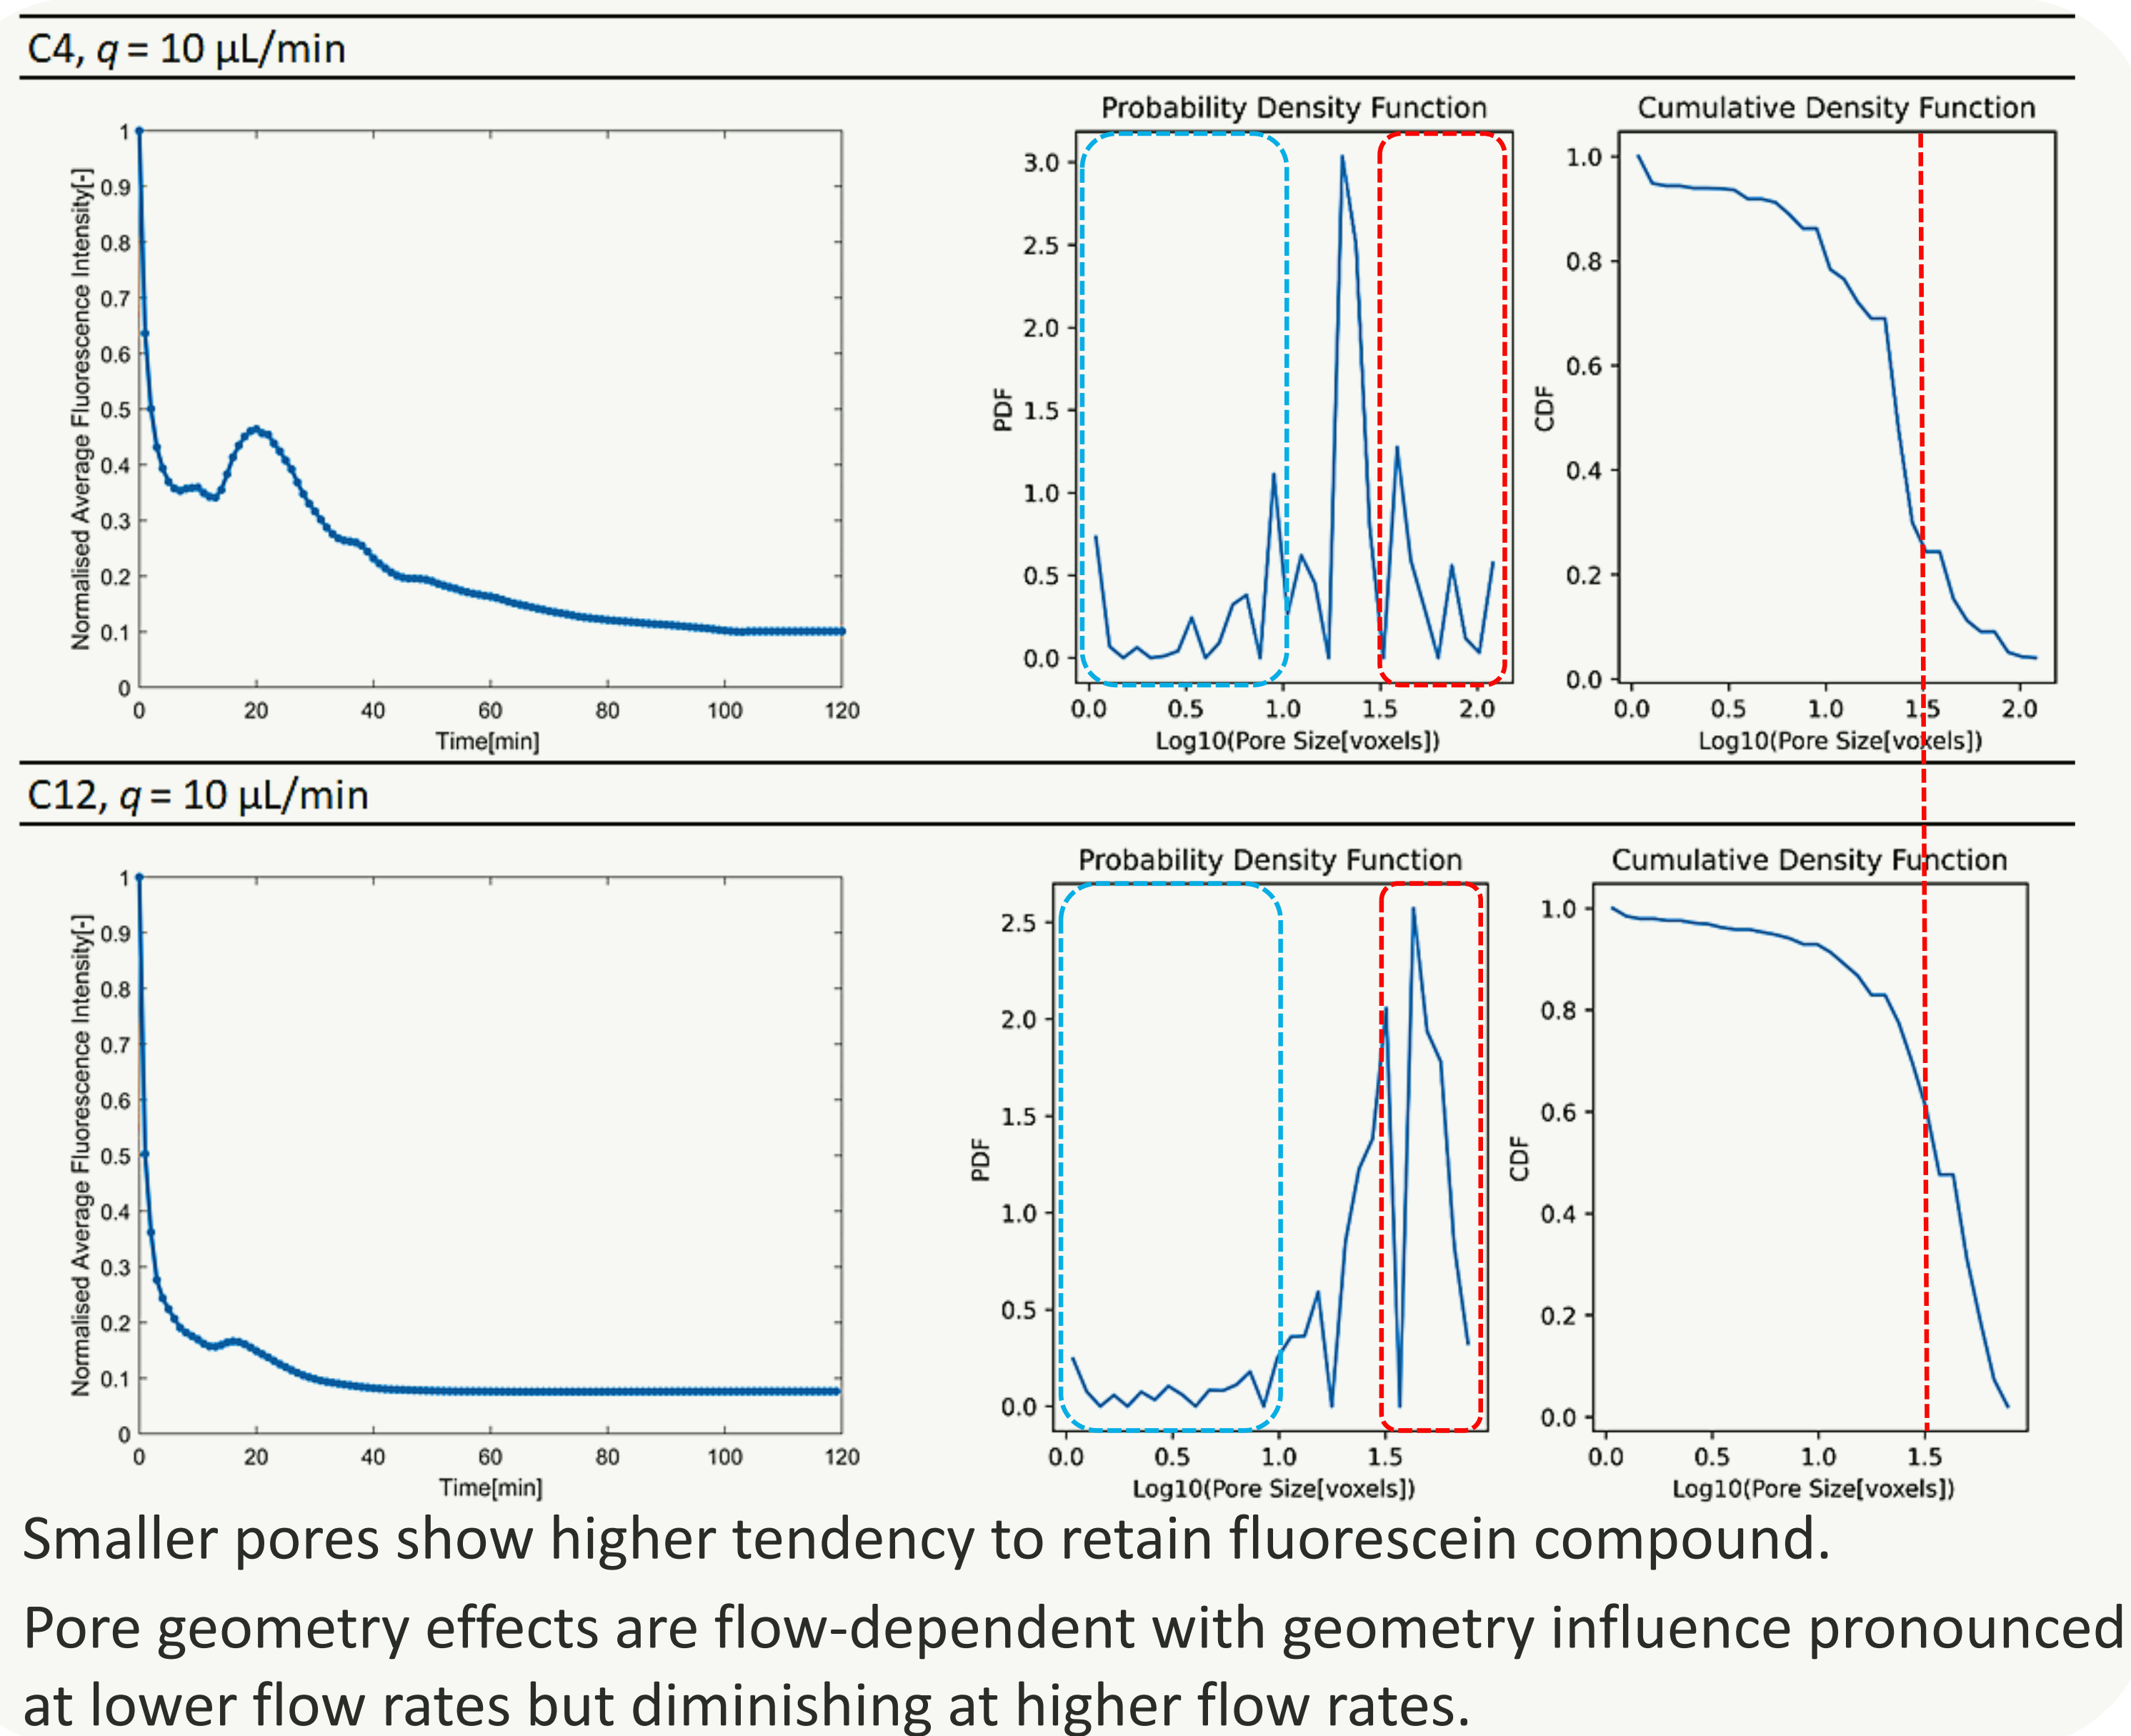 C4, q = 10 µL/min
Normalised Average Fluorescence Intensity[-]
1
0.9
0.8
0.7
0.6
0.5
0.4
0.3
0.2
0.1
0
0 20 40 60 80 100 120
Time[min]
Probability Density Function
PDF
3.0
2.5
2.0
1.5
1.0
0.5
0.0
0.0 0.5 1.0 1.5 2.0
Log10(Pore Size[voxels])
Cumulative Density Function
CDF
1.0
0.8
0.6
0.4
0.2
0.0
0.0 0.5 1.0 1.5 2.0
Log10(Pore Size[voxels])
C12, q = 10 µL/min
Normalised Average Fluorescence Intensity[-]
1
0.9
0.8
0.7
0.6
0.5
0.4
0.3
0.2
0.1
0
0 20 40 60 80 100 120
Time[min]
Probability Density Function
PDF
2.5
2.0
1.5
1.0
0.5
0.0
0.0 0.5 1.0 1.5
Log10(Pore Size[voxels])
Cumulative Density Function
CDF
1.0
0.8
0.6
0.4
0.2
0.0
0.0 0.5 1.0 1.5
Log10(Pore Size[voxels])
Smaller pores show higher tendency to retain fluorescein compound.
Pore geometry effects are flow-dependent with geometry influence pronounced
at lower flow rates but diminishing at higher flow rates.